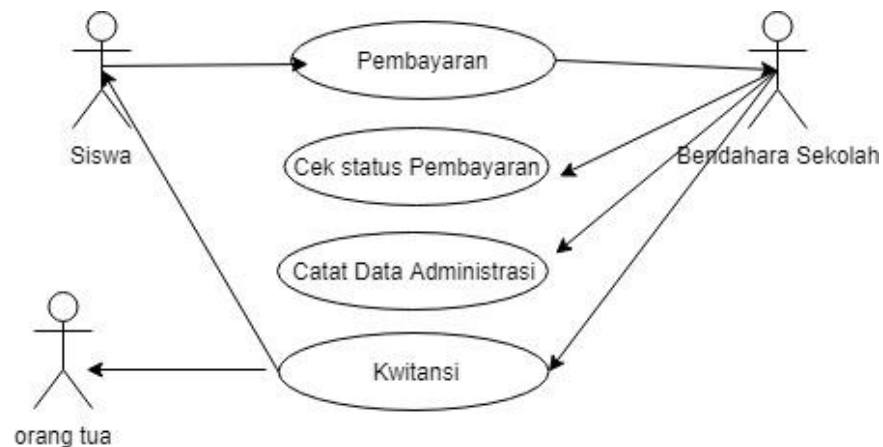 Pembayaran
Siswa
Cek status Pembayaran
Bendahara Sekolah
Catat Data Administrasi
Kwitansi
orang tua